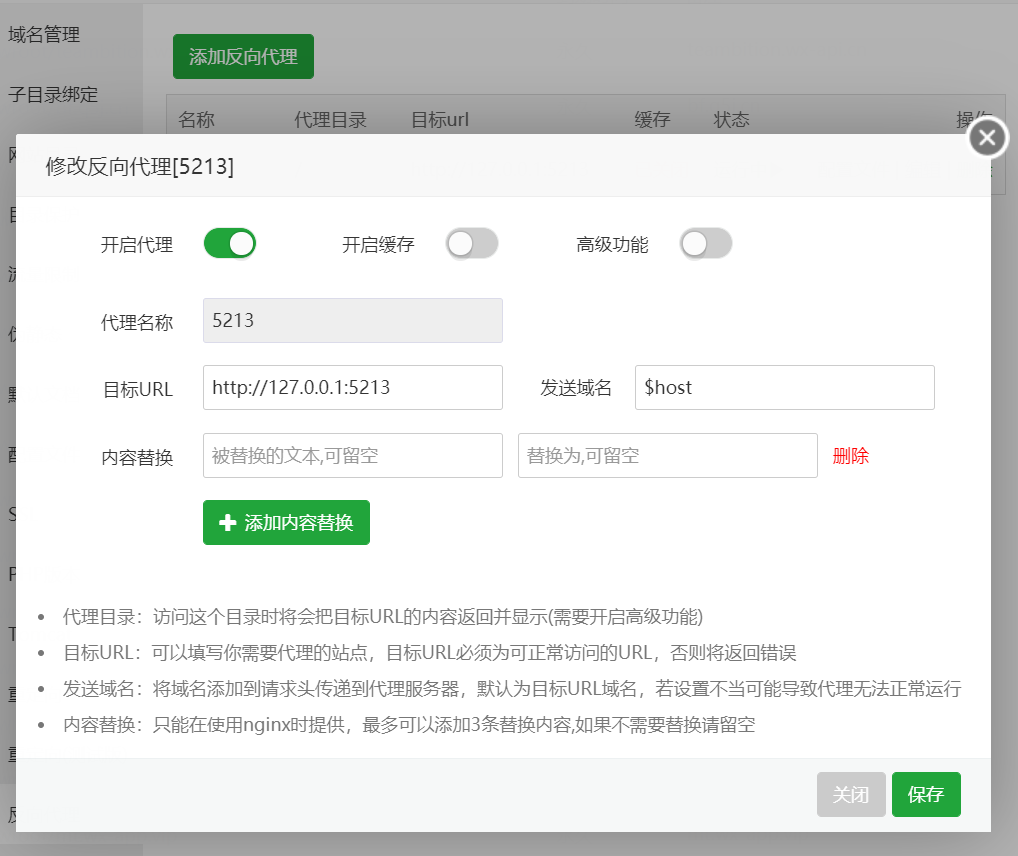 域名管理
子目录绑定
添加反向代理
名称 代理目录 目标url 缓存 状态
修改反向代理[5213]
开启代理 开启缓存 高级功能
代理名称 5213
目标URL http://127.0.0.1:5213 发送域名 $host
内容替换 被替换的文本,可留空 替换为,可留空 删除
添加内容替换
代理目录：访问这个目录时将会把目标URL的内容返回并显示(需要开启高级功能)
目标URL：可以填写你需要代理的站点，目标URL必须为可正常访问的URL，否则将返回错误
发送域名：将域名添加到请求头传递到代理服务器，默认为目标URL域名，若设置不当可能导致代理无法正常运行
内容替换：只能在使用nginx时提供，最多可以添加3条替换内容,如果不需要替换请留空
关闭 保存